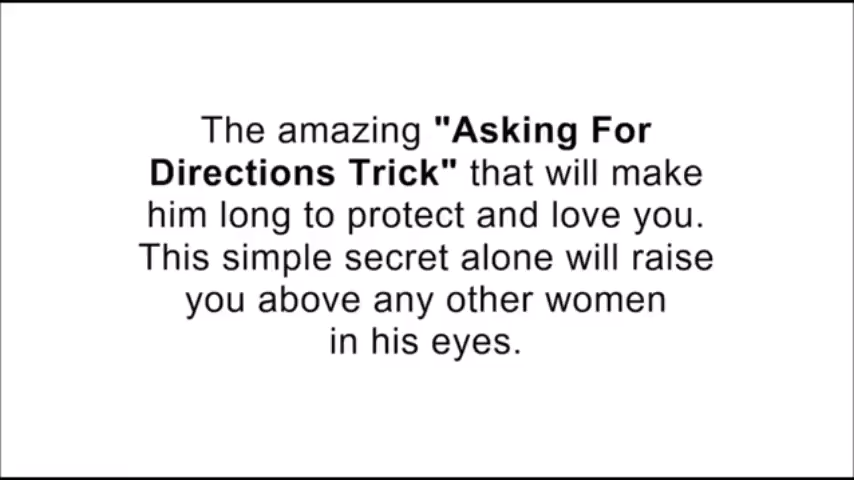 The amazing "Asking For
Directions Trick" that will make
him long to protect and love you.
This simple secret alone will raise
you above any other women
in his eyes.